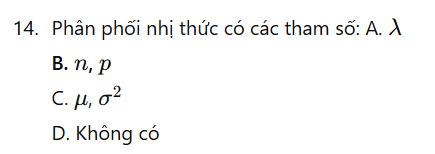 14. Phân phối nhị thức có các tham số: A. λ
B. n, p
C. μ, σ²
D. Không có